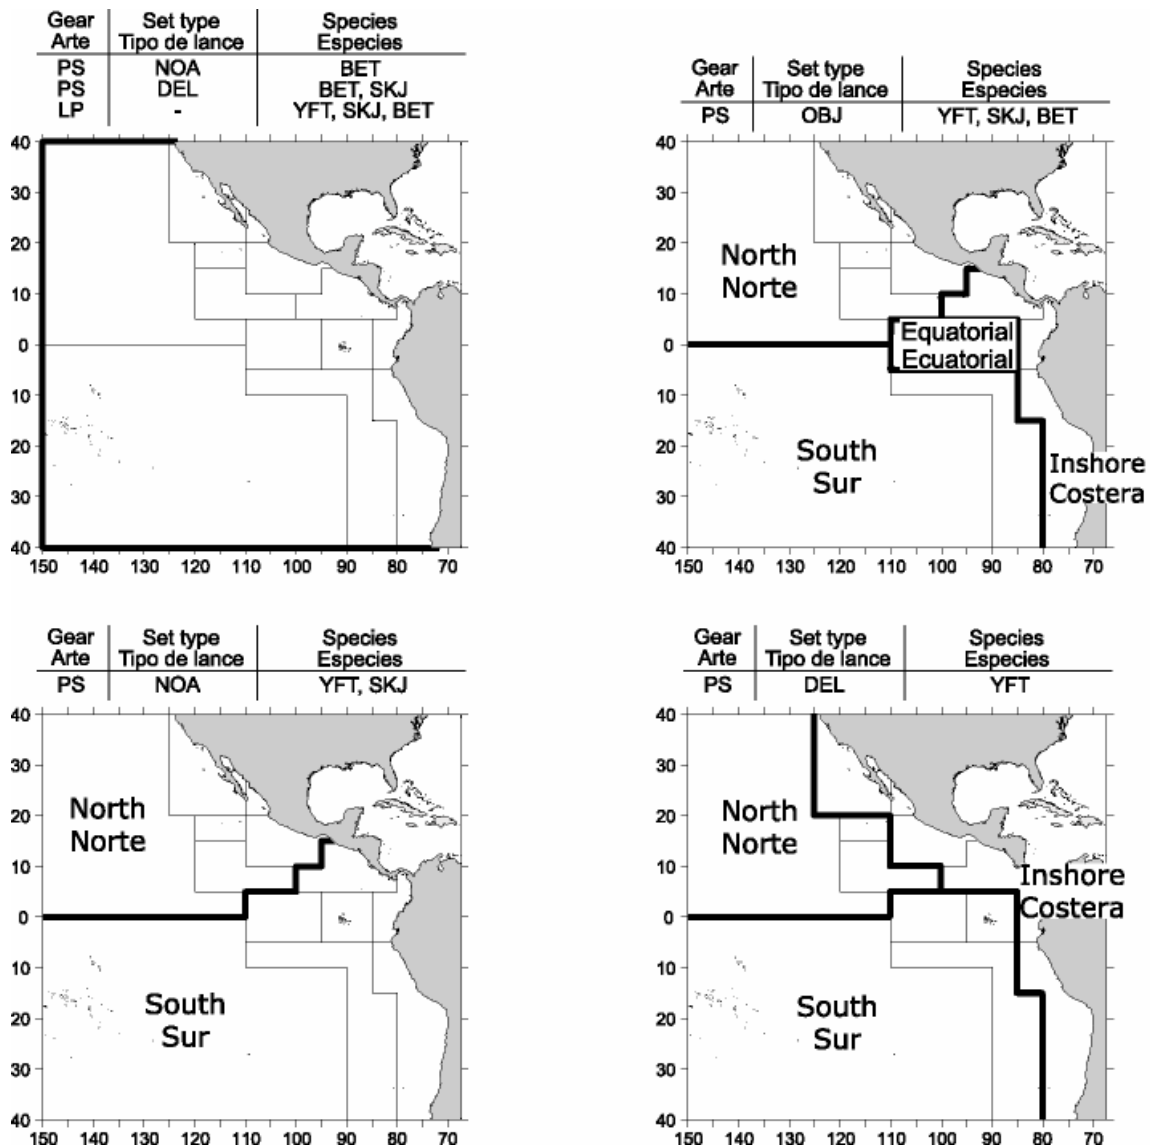 Gear Set type Species
Arte Tipo de lance Especies
PS NOA BET
PS DEL BET, SKJ
LP - YFT, SKJ, BET
40
30
20
10
0
10
20
30
40
150 140 130 120 110 100 90 80 70
Gear Set type Species
Arte Tipo de lance Especies
PS OBJ YFT, SKJ, BET
40
30
20
10
0
10
20
30
40
North
Norte
Equatorial
Ecuatorial
South
Sur
Inshore
Costera
150 140 130 120 110 100 90 80 70
Gear Set type Species
Arte Tipo de lance Especies
PS NOA YFT, SKJ
40
30
20
10
0
10
20
30
40
North
Norte
South
Sur
150 140 130 120 110 100 90 80 70
Gear Set type Species
Arte Tipo de lance Especies
PS DEL YFT
40
30
20
10
0
10
20
30
40
North
Norte
Inshore
Costera
South
Sur
150 140 130 120 110 100 90 80 70